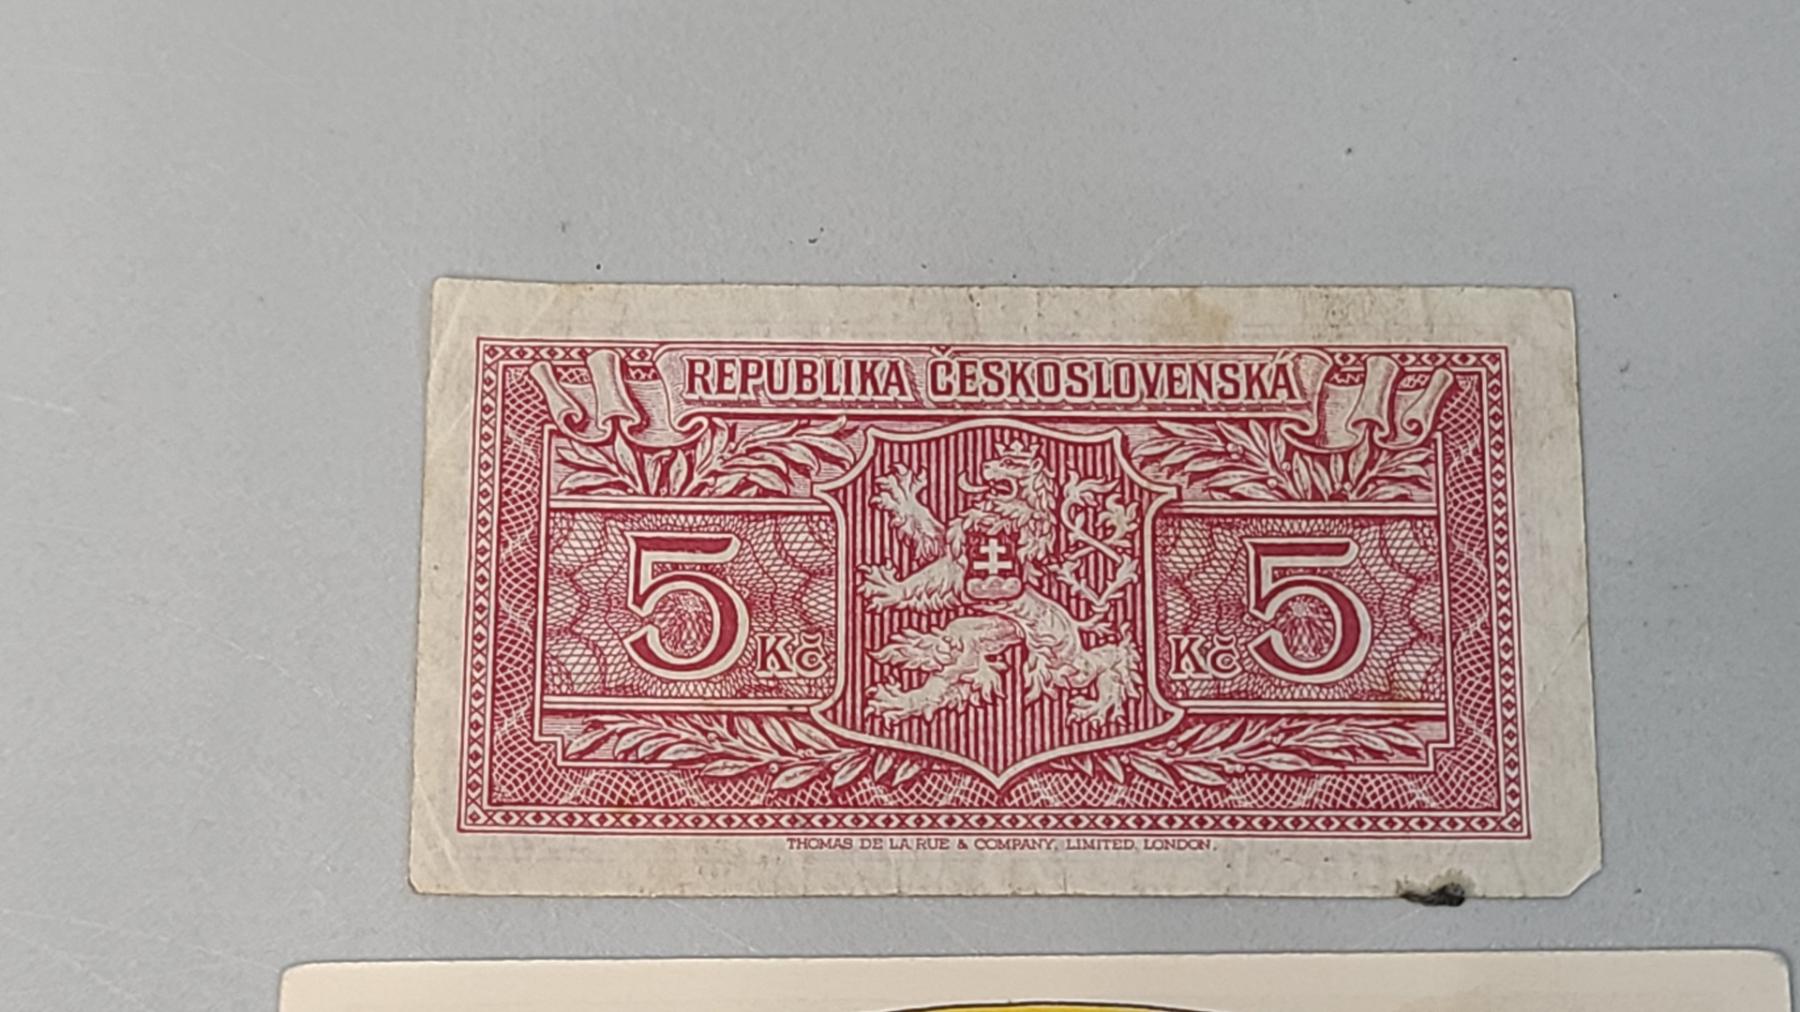 REPUBLIKA ČESKOSLOVENSKÁ
5 Kč
Kč 5
THOMAS DE LA RUE & COMPANY, LIMITED, LONDON.